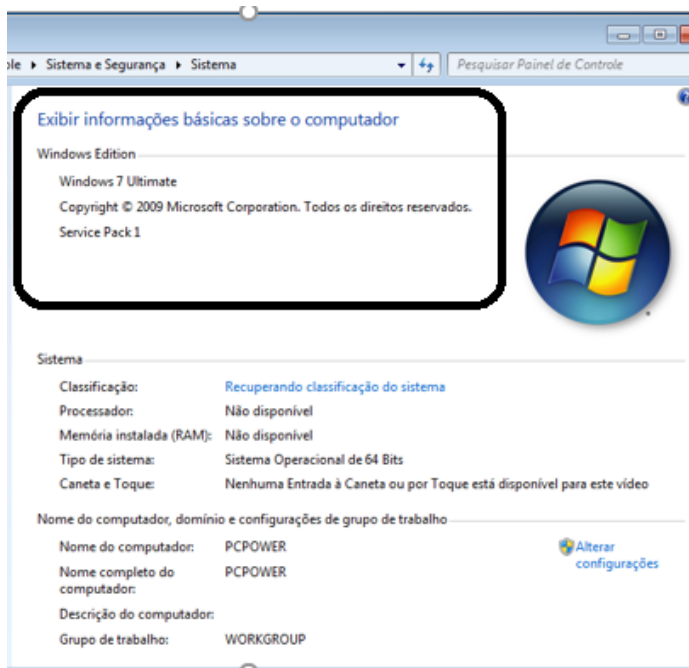 ole ▸ Sistema e Segurança ▸ Sistema
Pesquisar Painel de Controle
Exibir informações básicas sobre o computador
Windows Edition
Windows 7 Ultimate
Copyright © 2009 Microsoft Corporation. Todos os direitos reservados.
Service Pack 1
Sistema
Classificação: Recuperando classificação do sistema
Processador: Não disponível
Memória instalada (RAM): Não disponível
Tipo de sistema: Sistema Operacional de 64 Bits
Caneta e Toque: Nenhuma Entrada à Caneta ou por Toque está disponível para este vídeo
Nome do computador, domínio e configurações de grupo de trabalho
Nome do computador: PCPOWER
Alterar
configurações
Nome completo do PCPOWER
computador:
Descrição do computador:
Grupo de trabalho: WORKGROUP